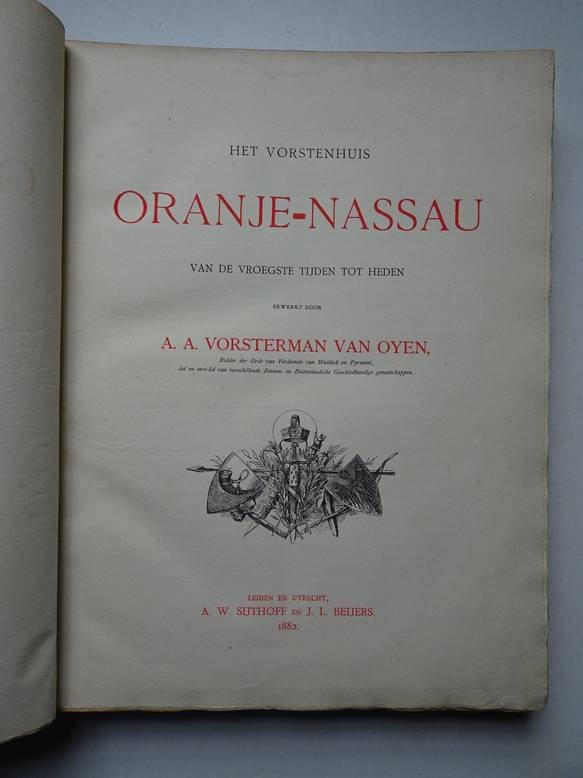 HET VORSTENHUIS
ORANJE-NASSAU
VAN DE VROEGSTE TIJDEN TOT HEDEN
BEWERKT DOOR
A. A. VORSTERMAN VAN OYEN,
Ridder der Orde van Verdienste van Waldeck en Pyrmont,
lid en eere-lid van verschillende Binnen- en Buitenlandsche Geschiedkundige genootschappen.
LEIDEN EN UTRECHT,
A. W. SIJTHOFF EN J. L. BEIJERS.
1882.